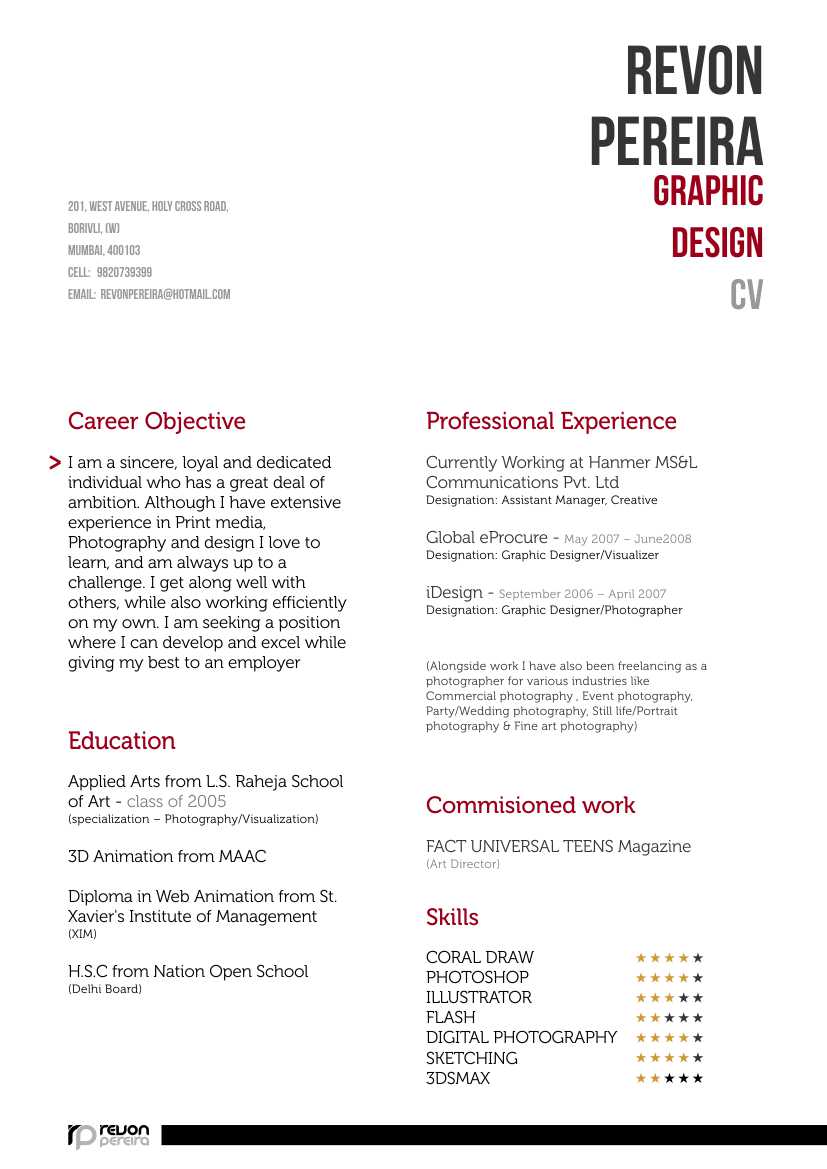 REVON
PEREIRA
GRAPHIC
DESIGN
CV
201, WEST AVENUE, HOLY CROSS ROAD,
BORIVLI, (W)
MUMBAI, 400103
CELL: 9820739399
EMAIL: REVONPEREIRA@HOTMAIL.COM
Career Objective
> I am a sincere, loyal and dedicated
individual who has a great deal of
ambition. Although I have extensive
experience in Print media,
Photography and design I love to
learn, and am always up to a
challenge. I get along well with
others, while also working efficiently
on my own. I am seeking a position
where I can develop and excel while
giving my best to an employer
Education
Applied Arts from L.S. Raheja School
of Art - class of 2005
(specialization – Photography/Visualization)
3D Animation from MAAC
Diploma in Web Animation from St.
Xavier's Institute of Management
(XIM)
H.S.C from Nation Open School
(Delhi Board)
Professional Experience
Currently Working at Hanmer MS&L
Communications Pvt. Ltd
Designation: Assistant Manager, Creative
Global eProcure - May 2007 – June2008
Designation: Graphic Designer/Visualizer
iDesign - September 2006 – April 2007
Designation: Graphic Designer/Photographer
(Alongside work I have also been freelancing as a
photographer for various industries like
Commercial photography , Event photography,
Party/Wedding photography, Still life/Portrait
photography & Fine art photography)
Commisioned work
FACT UNIVERSAL TEENS Magazine
(Art Director)
Skills
CORAL DRAW ★★★★★
PHOTOSHOP ★★★★★
ILLUSTRATOR ★★★★★
FLASH ★★★★★
DIGITAL PHOTOGRAPHY ★★★★★
SKETCHING ★★★★★
3DSMAX ★★★★★
rp revon
pereira